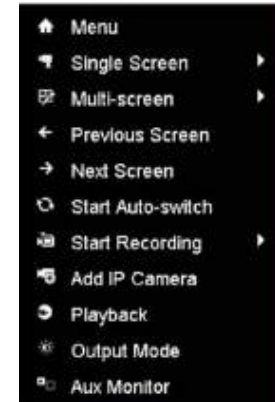 Menu
Single Screen
Multi-screen
Previous Screen
Next Screen
Start Auto-switch
Start Recording
Add IP Camera
Playback
Output Mode
Aux Monitor